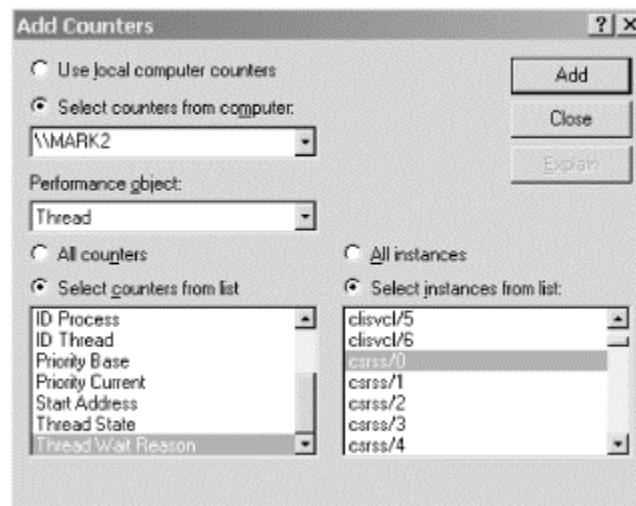 Add Counters
Use local computer counters
Select counters from computer:
\\MARK2
Performance object:
Thread
All counters
Select counters from list
ID Process
ID Thread
Priority Base
Priority Current
Start Address
Thread State
Thread Wait Reason
All instances
Select instances from list:
clisvcl/5
clisvcl/6
csrss/0
csrss/1
csrss/2
csrss/3
csrss/4
Add
Close
Explain